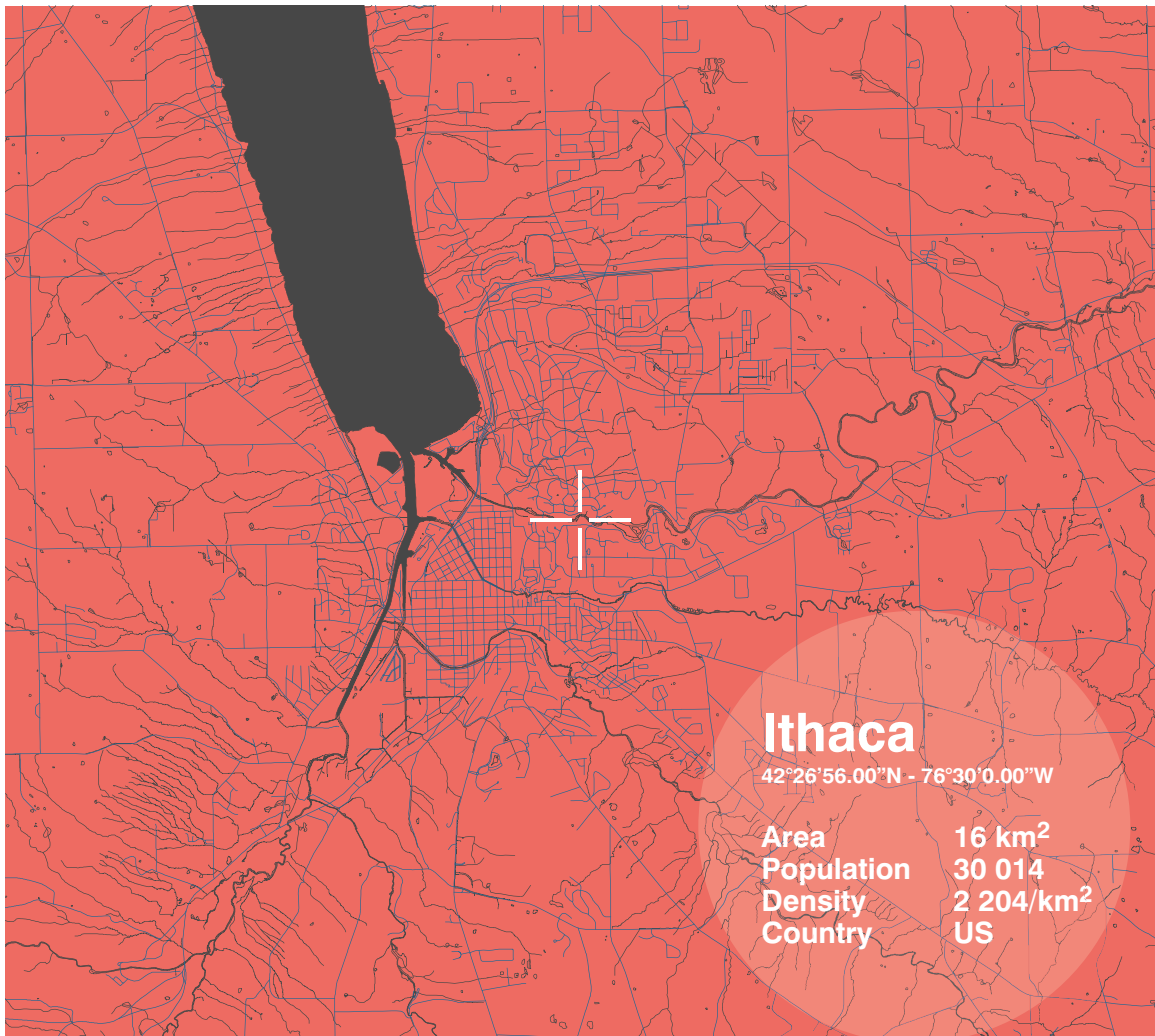 Ithaca
42°26’56.00”N - 76°30’0.00”W
Area 16 km²
Population 30 014
Density 2 204/km²
Country US